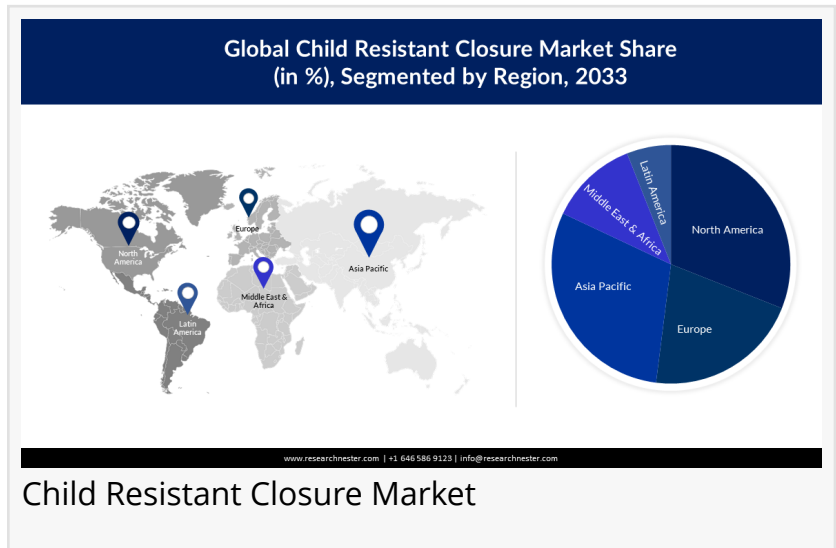 Global Child Resistant Closure Market Share
(in %), Segmented by Region, 2033
North
America
Europe
Asia Pacific
Middle East &
Africa
Latin
America
Latin America
Middle East & Africa
North America
Asia Pacific
Europe
www.researchnester.com | +1 646 586 9123 | info@researchnester.com
Child Resistant Closure Market